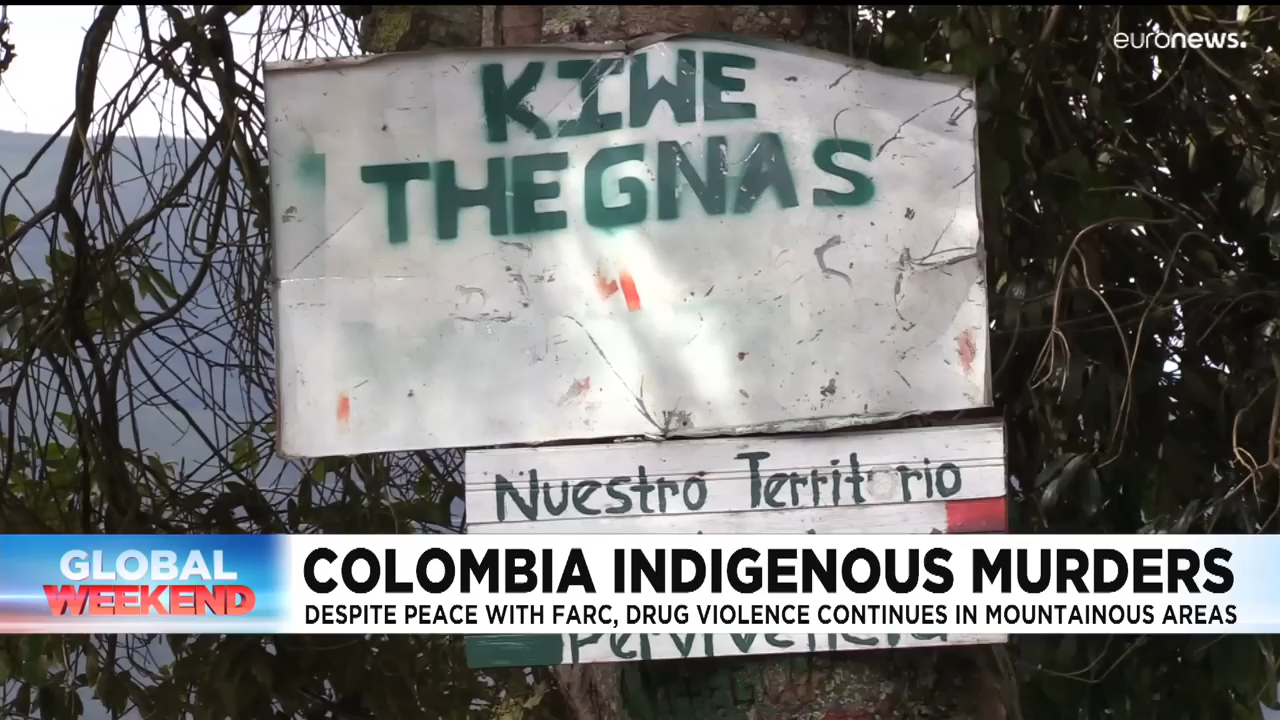 euronews.
KIWE
THEGNAS
Nuestro Territorio
GLOBAL
WEEKEND
COLOMBIA INDIGENOUS MURDERS
DESPITE PEACE WITH FARC, DRUG VIOLENCE CONTINUES IN MOUNTAINOUS AREAS